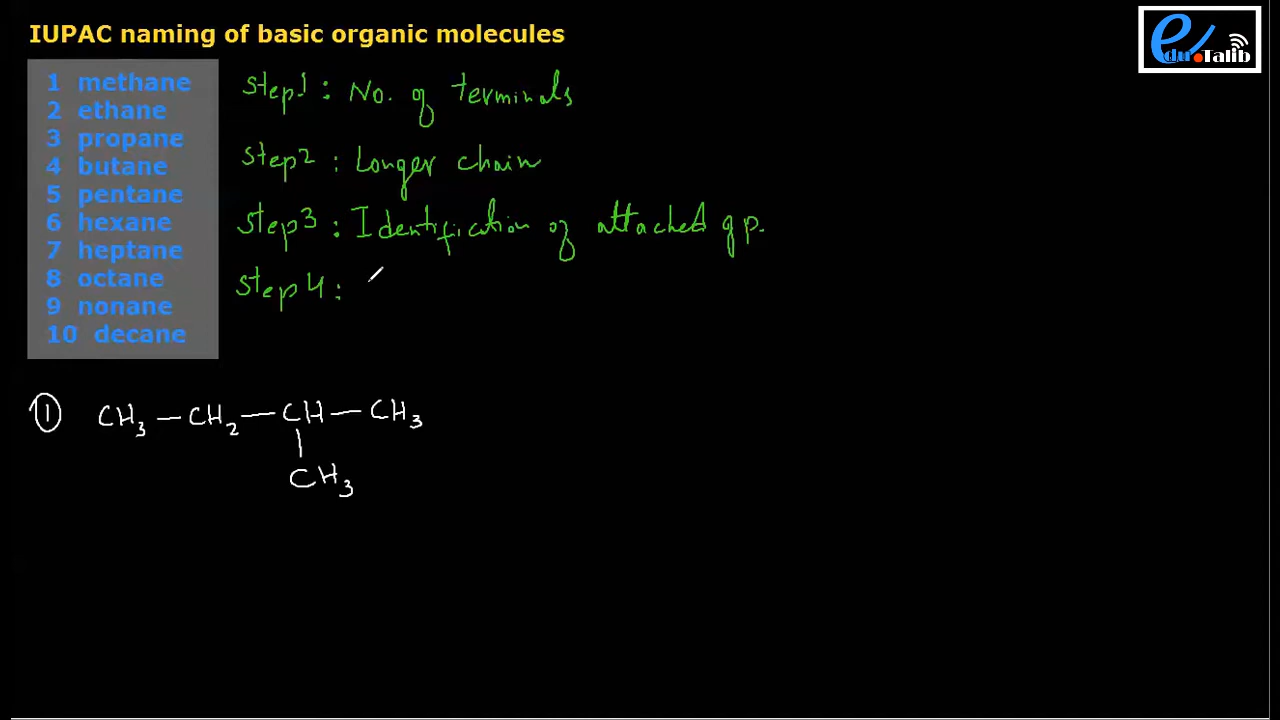 IUPAC naming of basic organic molecules
edu.Talib
1 methane
2 ethane
3 propane
4 butane
5 pentane
6 hexane
7 heptane
8 octane
9 nonane
10 decane
Step1 : No. of terminals
Step2 : Longer chain
Step3 : Identification of attached gp.
Step4 :
① CH₃ — CH₂ — CH — CH₃
|
CH₃